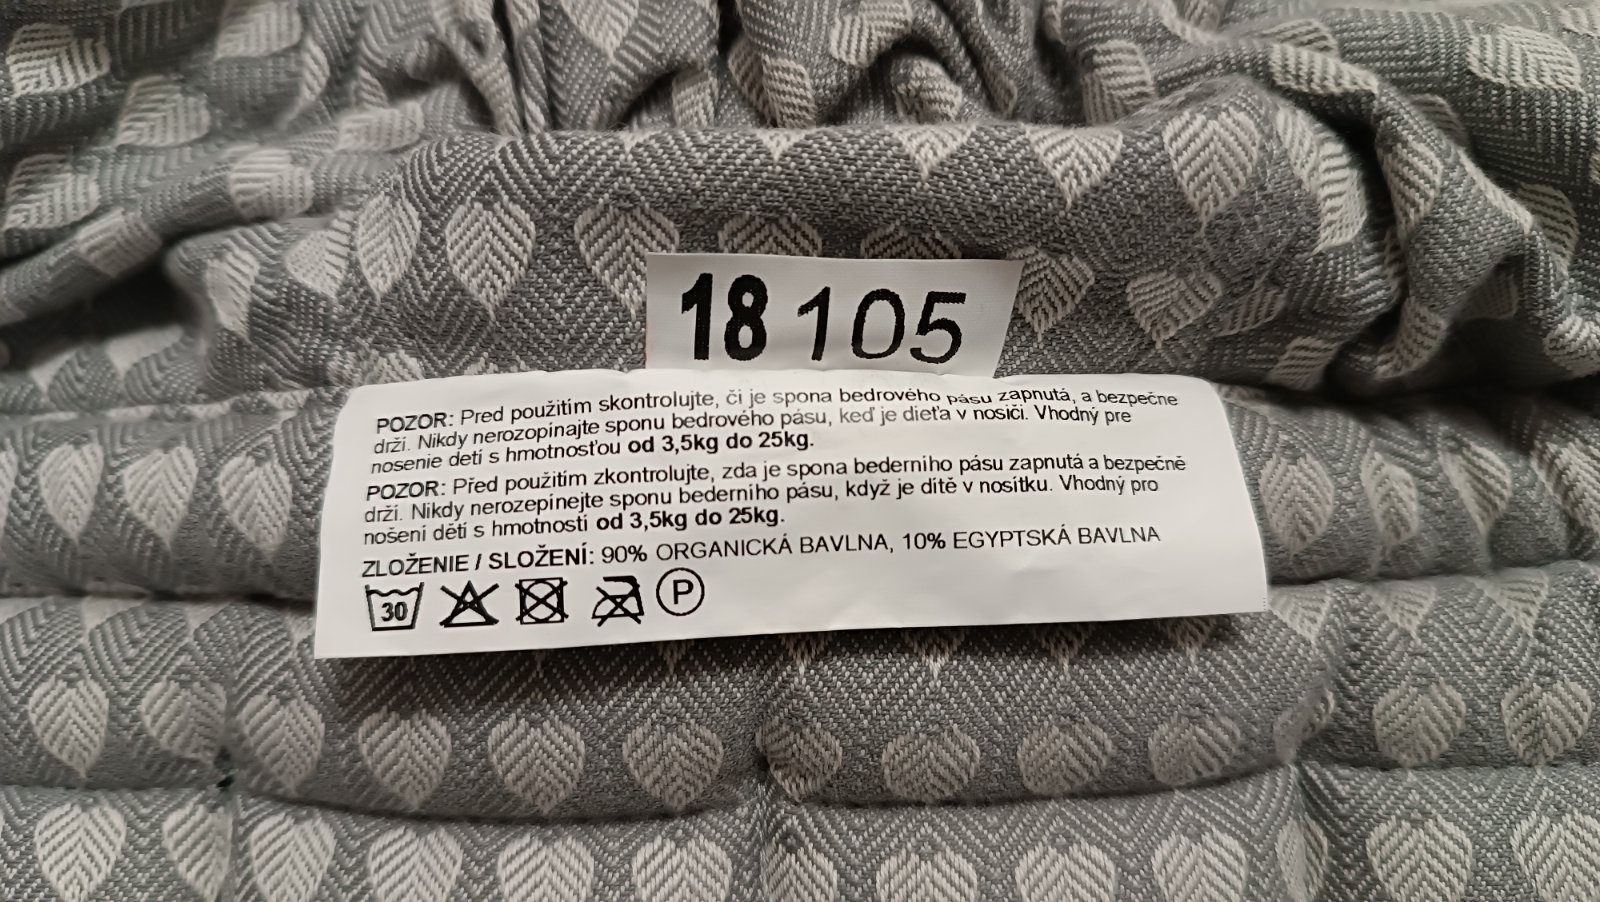 18 105
POZOR: Pred použitím skontrolujte, či je spona bedrového pásu zapnutá, a bezpečne
drží. Nikdy nerozopínajte sponu bedrového pásu, keď je dieťa v nosiči. Vhodný pre
nosenie detí s hmotnosťou od 3,5kg do 25kg.
POZOR: Před použitím zkontrolujte, zda je spona bederního pásu zapnutá a bezpečně
drží. Nikdy nerozepínejte sponu bederního pásu, když je dítě v nosítku. Vhodný pro
nošení dětí s hmotností od 3,5kg do 25kg.
ZLOŽENIE / SLOŽENÍ: 90% ORGANICKÁ BAVLNA, 10% EGYPTSKÁ BAVLNA
30 P